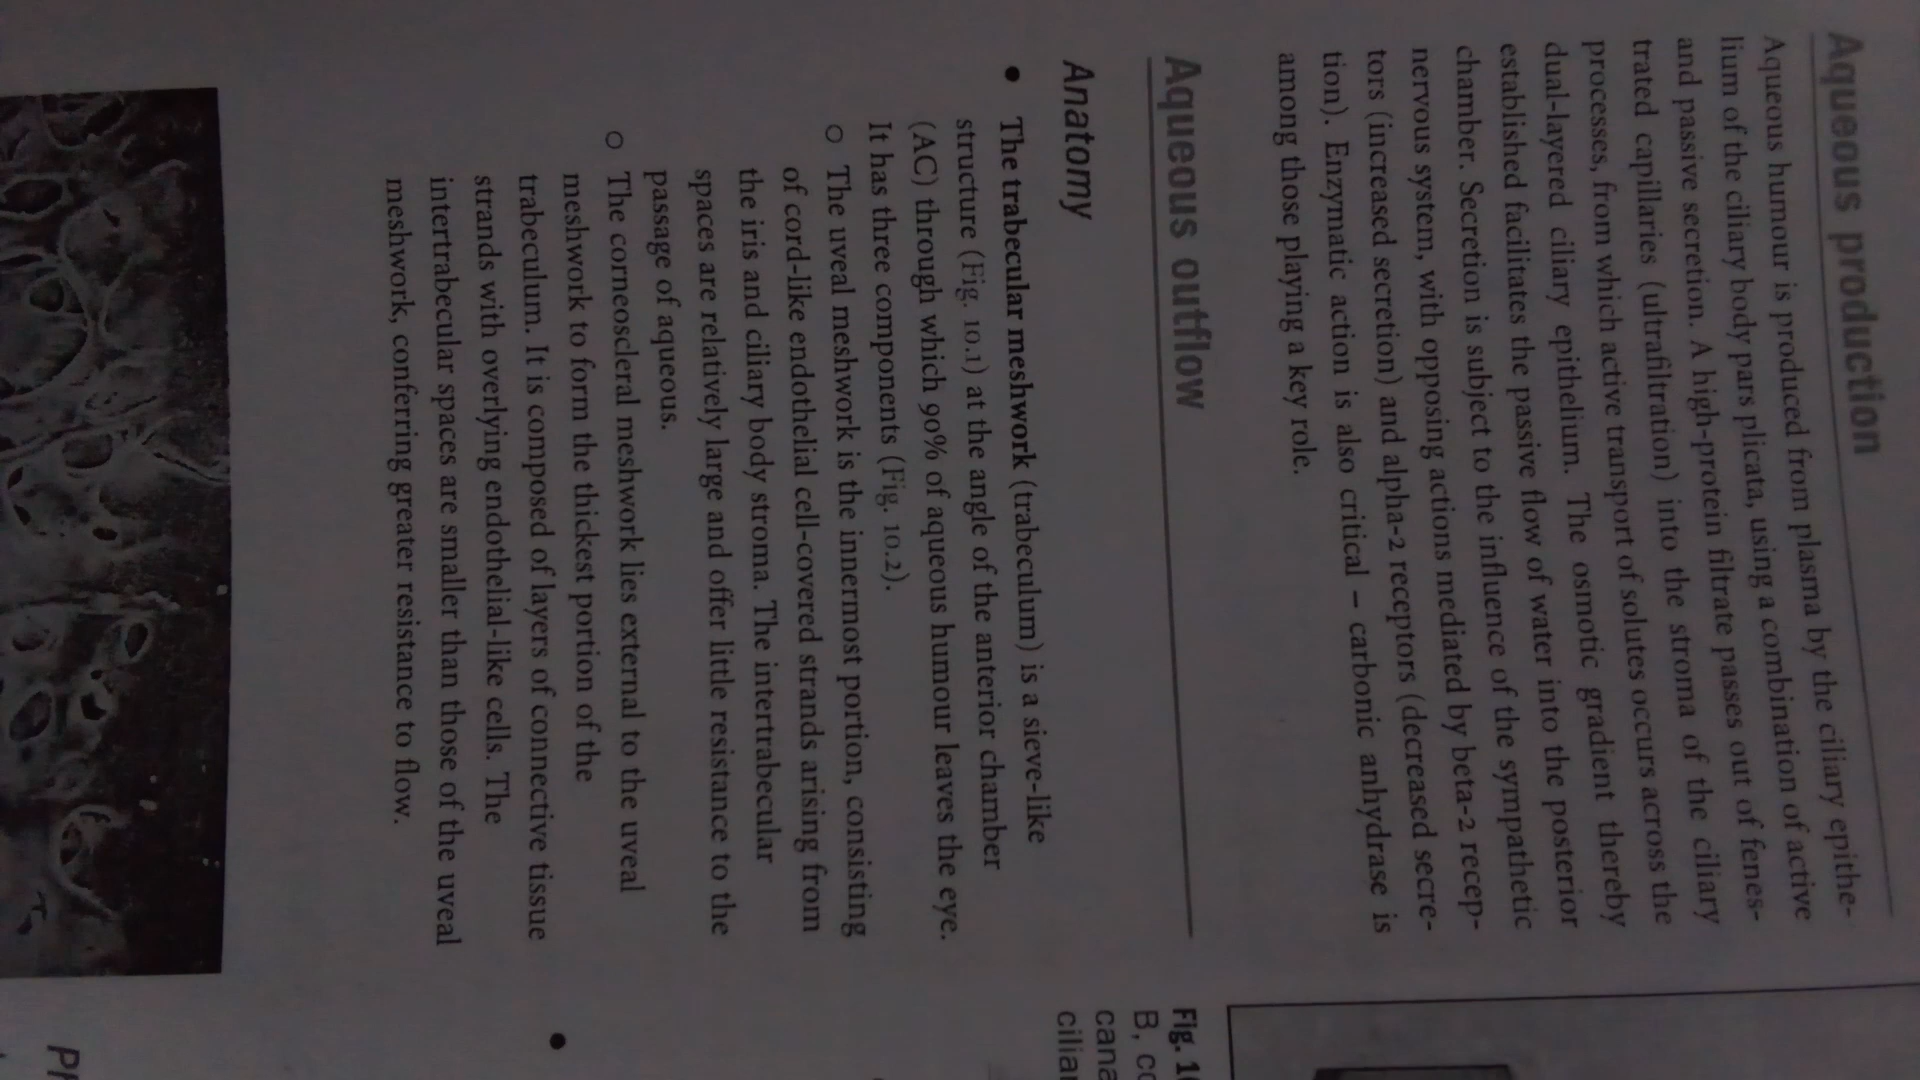 Aqueous production
Aqueous humour is produced from plasma by the ciliary epithe-
lium of the ciliary body pars plicata, using a combination of active
and passive secretion. A high-protein filtrate passes out of fenes-
trated capillaries (ultrafiltration) into the stroma of the ciliary
processes, from which active transport of solutes occurs across the
dual-layered ciliary epithelium. The osmotic gradient thereby
established facilitates the passive flow of water into the posterior
chamber. Secretion is subject to the influence of the sympathetic
nervous system, with opposing actions mediated by beta-2 recep-
tors (increased secretion) and alpha-2 receptors (decreased secre-
tion). Enzymatic action is also critical – carbonic anhydrase is
among those playing a key role.
Aqueous outflow
Anatomy
• The trabecular meshwork (trabeculum) is a sieve-like
structure (Fig. 10.1) at the angle of the anterior chamber
(AC) through which 90% of aqueous humour leaves the eye.
It has three components (Fig. 10.2).
○ The uveal meshwork is the innermost portion, consisting
of cord-like endothelial cell-covered strands arising from
the iris and ciliary body stroma. The intertrabecular
spaces are relatively large and offer little resistance to the
passage of aqueous.
○ The corneoscleral meshwork lies external to the uveal
meshwork to form the thickest portion of the
trabeculum. It is composed of layers of connective tissue
strands with overlying endothelial-like cells. The
intertrabecular spaces are smaller than those of the uveal
meshwork, conferring greater resistance to flow.
Fig.
B,